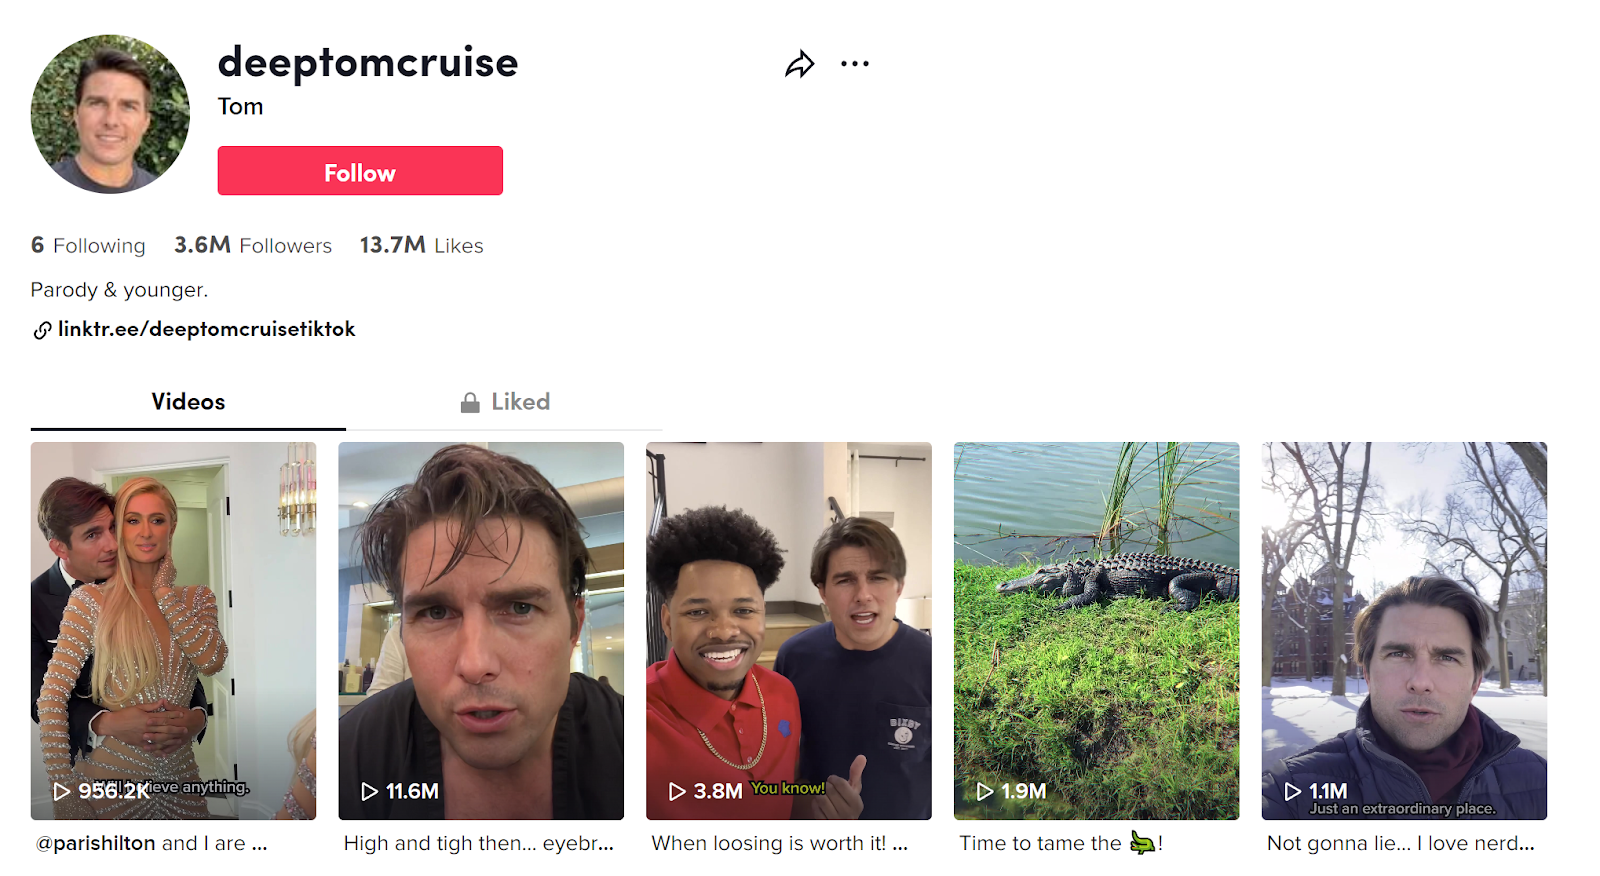 deeptomcruise
Tom
Follow
6 Following 3.6M Followers 13.7M Likes
Parody & younger.
linktr.ee/deeptomcruisetiktok
Videos
Liked
anything.
956.2K
11.6M
3.8M
You know!
BIXBY
1.9M
1.1M
Just an extraordinary place.
@parishilton and I are ...
High and tigh then... eyebr...
When loosing is worth it! ...
Time to tame the 🐊!
Not gonna lie... I love nerd...